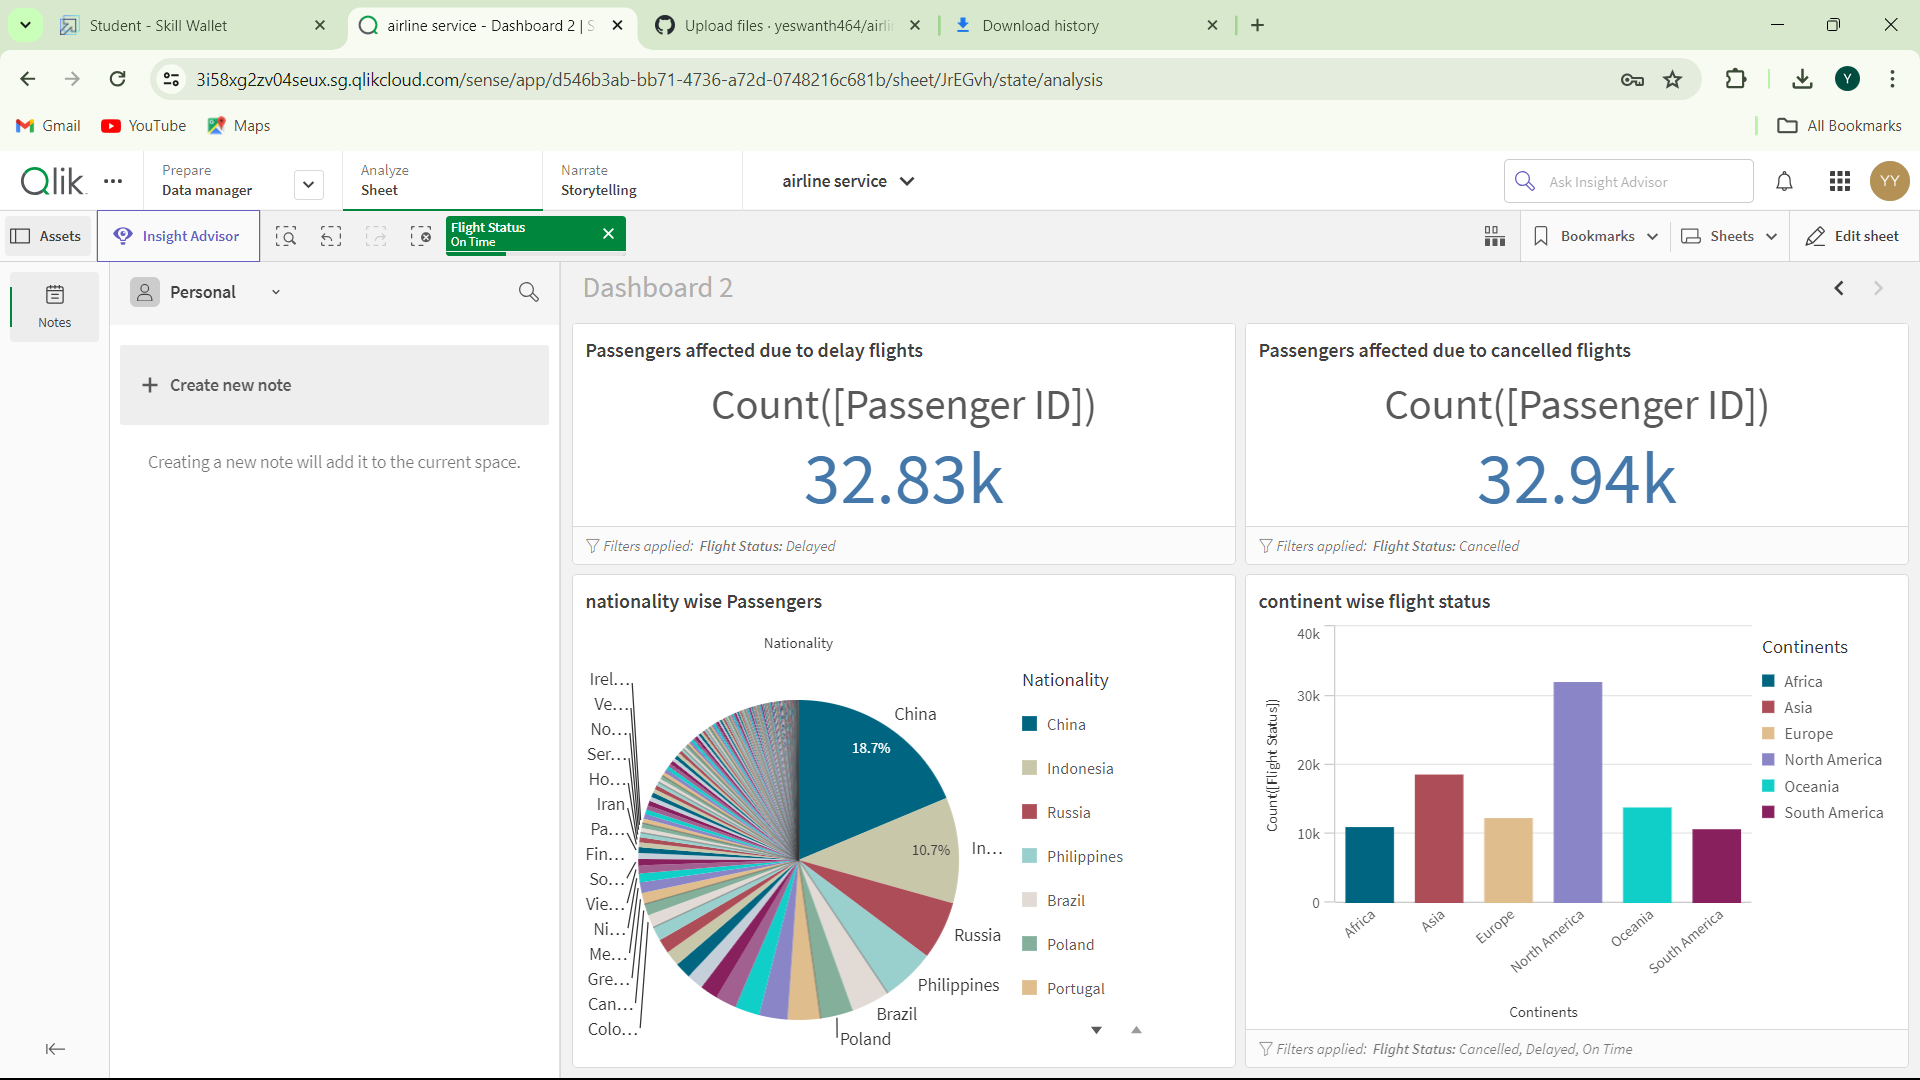 Student - Skill Wallet
airline service - Dashboard 2 | S
Upload files · yeswanth464/airli
Download history
3i58xg2zv04seux.sg.qlikcloud.com/sense/app/d546b3ab-bb71-4736-a72d-0748216c681b/sheet/JrEGvh/state/analysis
Y
Gmail
YouTube
Maps
All Bookmarks
Qlik
Prepare
Data manager
Analyze
Sheet
Narrate
Storytelling
airline service
Ask Insight Advisor
YY
Assets
Insight Advisor
Flight Status
On Time
Bookmarks
Sheets
Edit sheet
Notes
Personal
Create new note
Creating a new note will add it to the current space.
Dashboard 2
Passengers affected due to delay flights
Count([Passenger ID])
32.83k
Filters applied: Flight Status: Delayed
Passengers affected due to cancelled flights
Count([Passenger ID])
32.94k
Filters applied: Flight Status: Cancelled
nationality wise Passengers
Nationality
Irel...
Ve...
No...
Ser...
Ho...
Iran
Pa...
Fin...
So...
Vie...
Ni...
Me...
Gre...
Can...
Colo...
China
18.7%
In...
10.7%
Russia
Philippines
Brazil
Poland
Nationality
China
Indonesia
Russia
Philippines
Brazil
Poland
Portugal
continent wise flight status
Count([Flight Status])
40k
30k
20k
10k
0
Africa
Asia
Europe
North America
Oceania
South America
Continents
Continents
Africa
Asia
Europe
North America
Oceania
South America
Filters applied: Flight Status: Cancelled, Delayed, On Time